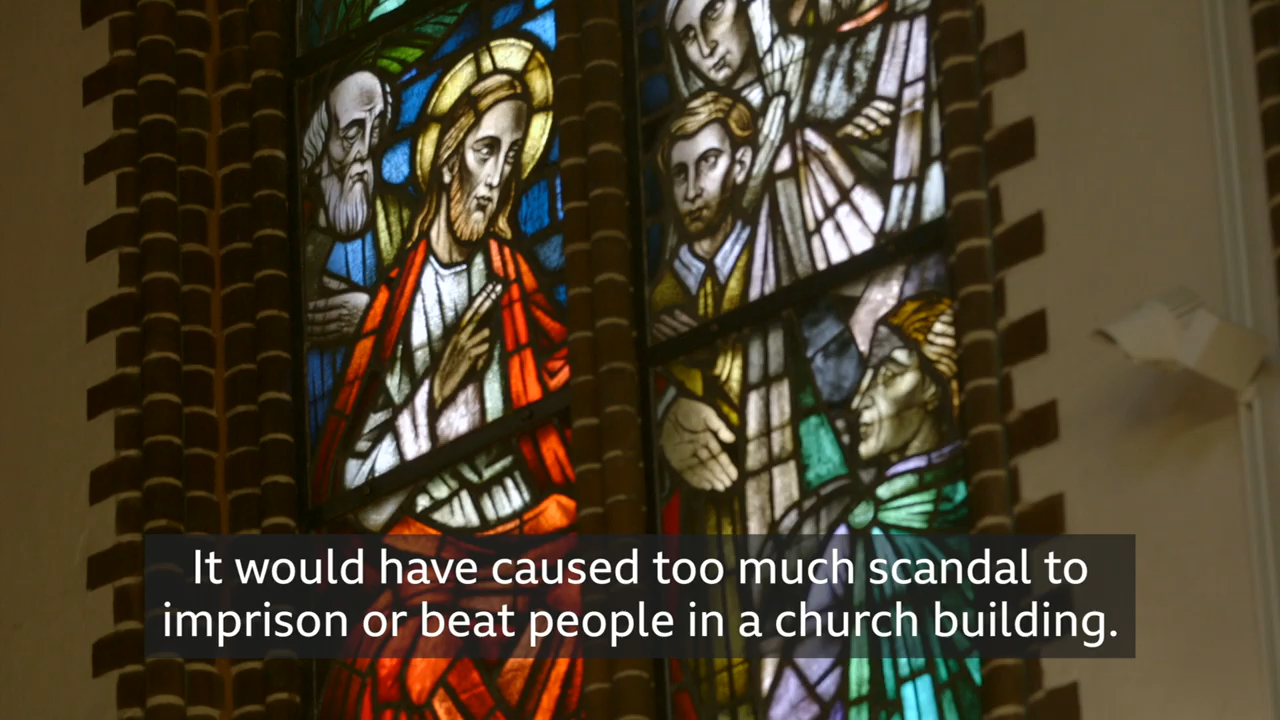 It would have caused too much scandal to
imprison or beat people in a church building.